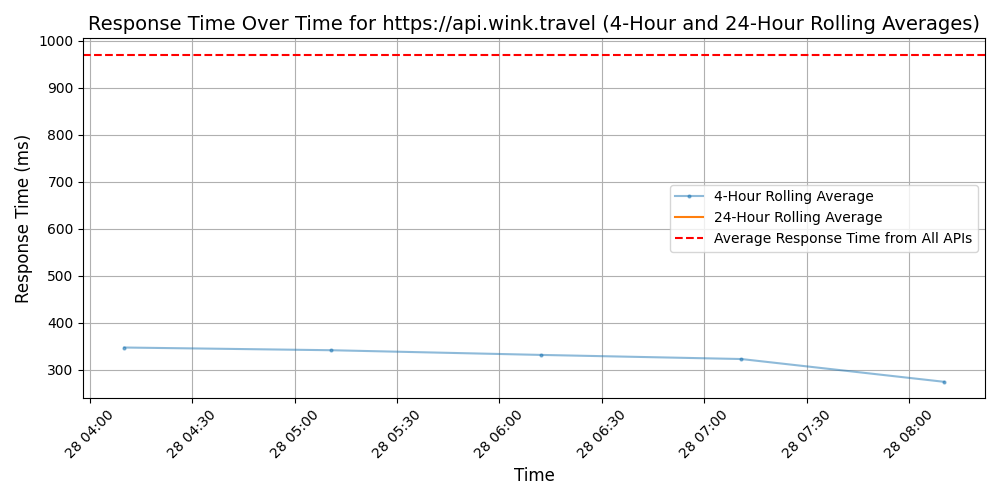 Response Time Over Time for https://api.wink.travel (4-Hour and 24-Hour Rolling Averages)
Response Time (ms)
1000
900
800
700
600
500
400
300
4-Hour Rolling Average
24-Hour Rolling Average
Average Response Time from All APIs
28 04:00
28 04:30
28 05:00
28 05:30
28 06:00
28 06:30
28 07:00
28 07:30
28 08:00
Time